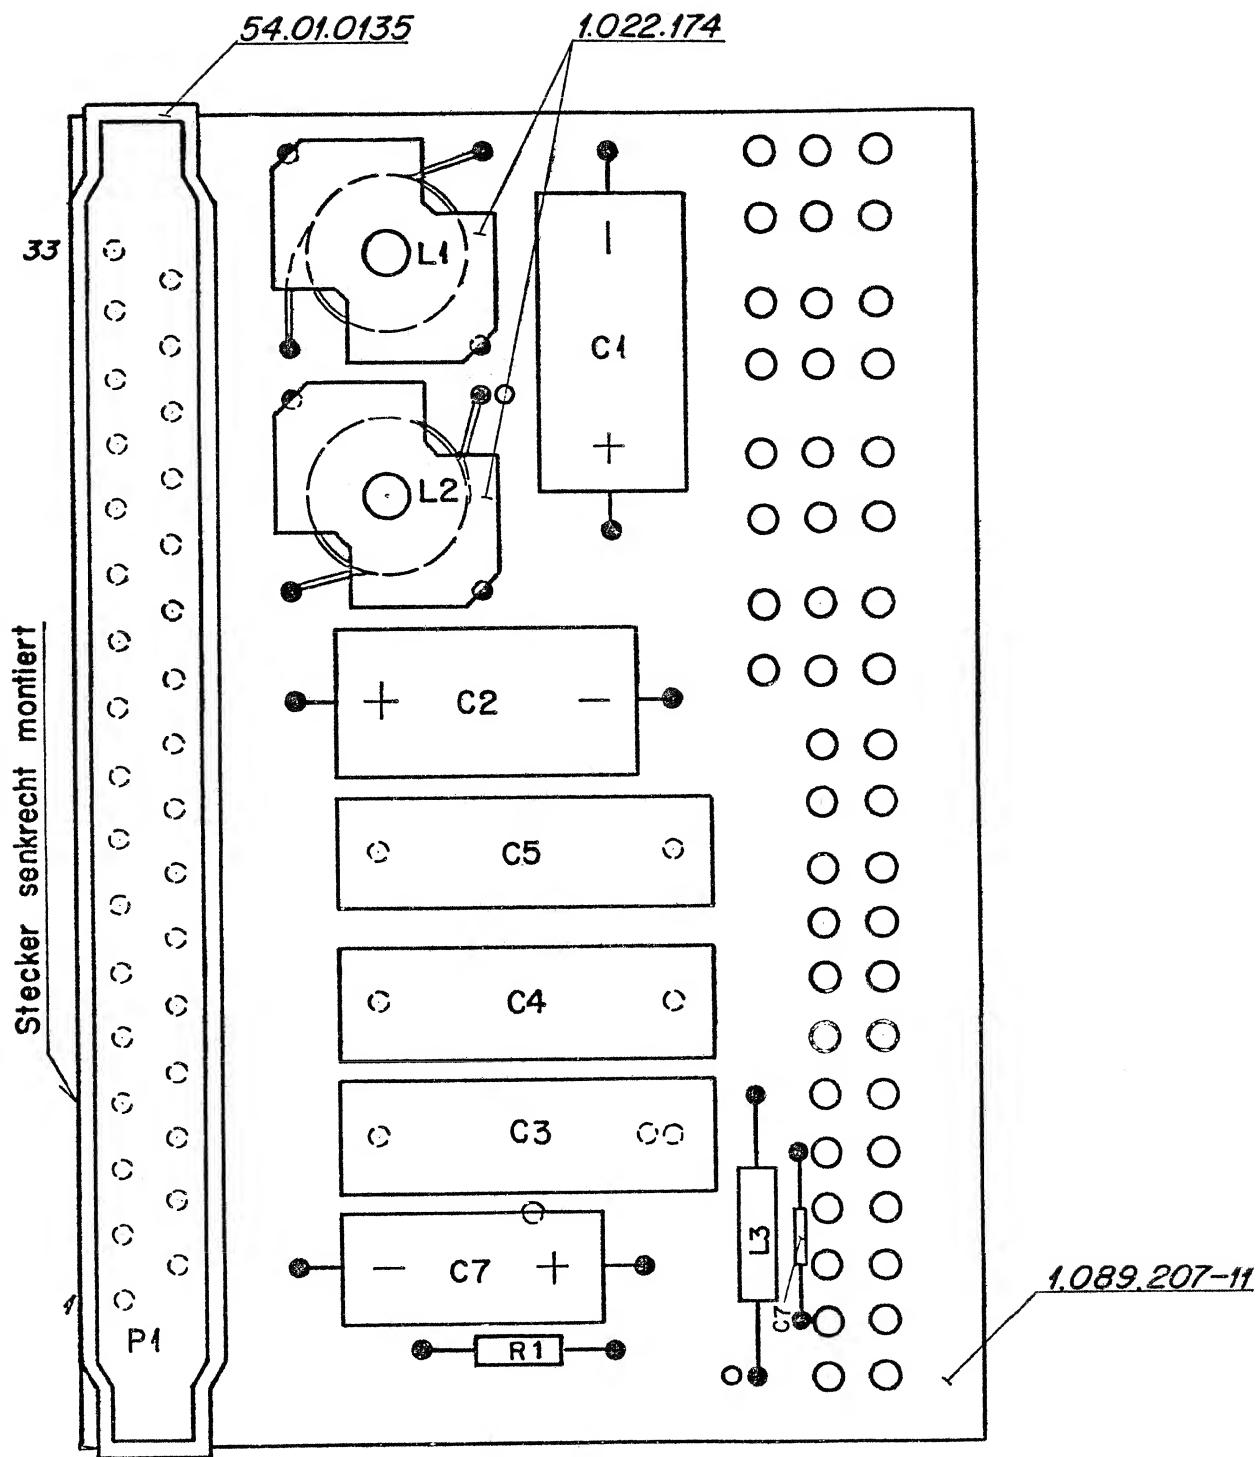 54.01.0135
1.022.174
33
L1
C1
L2
Stecker senkrecht montiert
C2
C5
C4
C3
C7
L3
C7
1.089.207-11
1
P1
R1